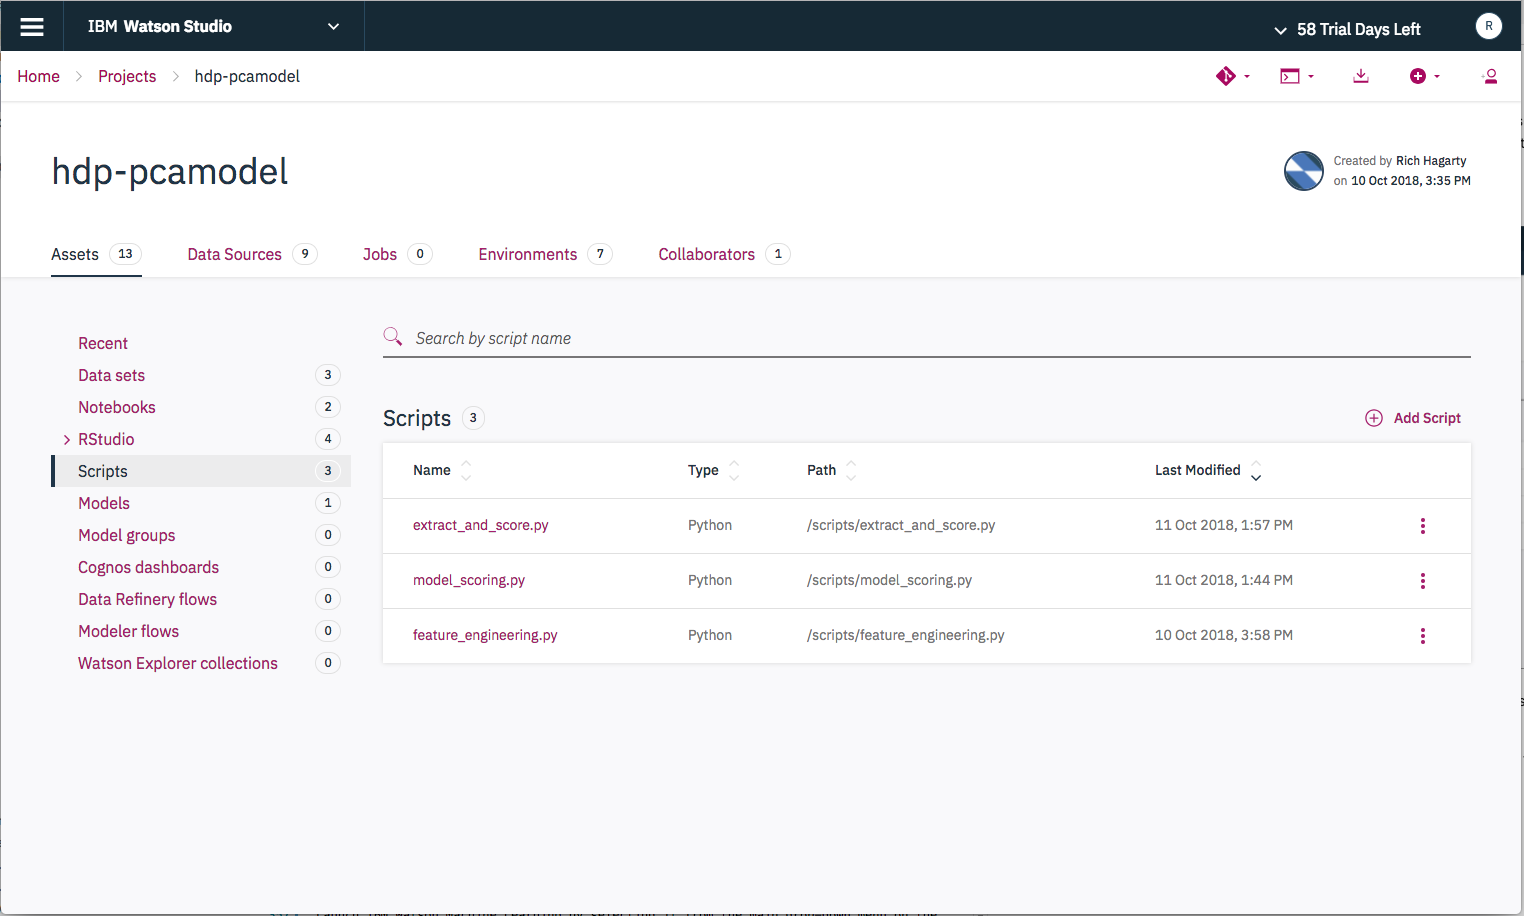 IBM Watson Studio
58 Trial Days Left
R
Home > Projects > hdp-pcamodel
hdp-pcamodel
Created by Rich Hagarty
on 10 Oct 2018, 3:35 PM
Assets 13 Data Sources 9 Jobs 0 Environments 7 Collaborators 1
Recent
Data sets 3
Notebooks 2
RStudio 4
Scripts 3
Models 1
Model groups 0
Cognos dashboards 0
Data Refinery flows 0
Modeler flows 0
Watson Explorer collections 0
Search by script name
Scripts 3
Add Script
Name Type Path Last Modified
extract_and_score.py Python /scripts/extract_and_score.py 11 Oct 2018, 1:57 PM
model_scoring.py Python /scripts/model_scoring.py 11 Oct 2018, 1:44 PM
feature_engineering.py Python /scripts/feature_engineering.py 10 Oct 2018, 3:58 PM